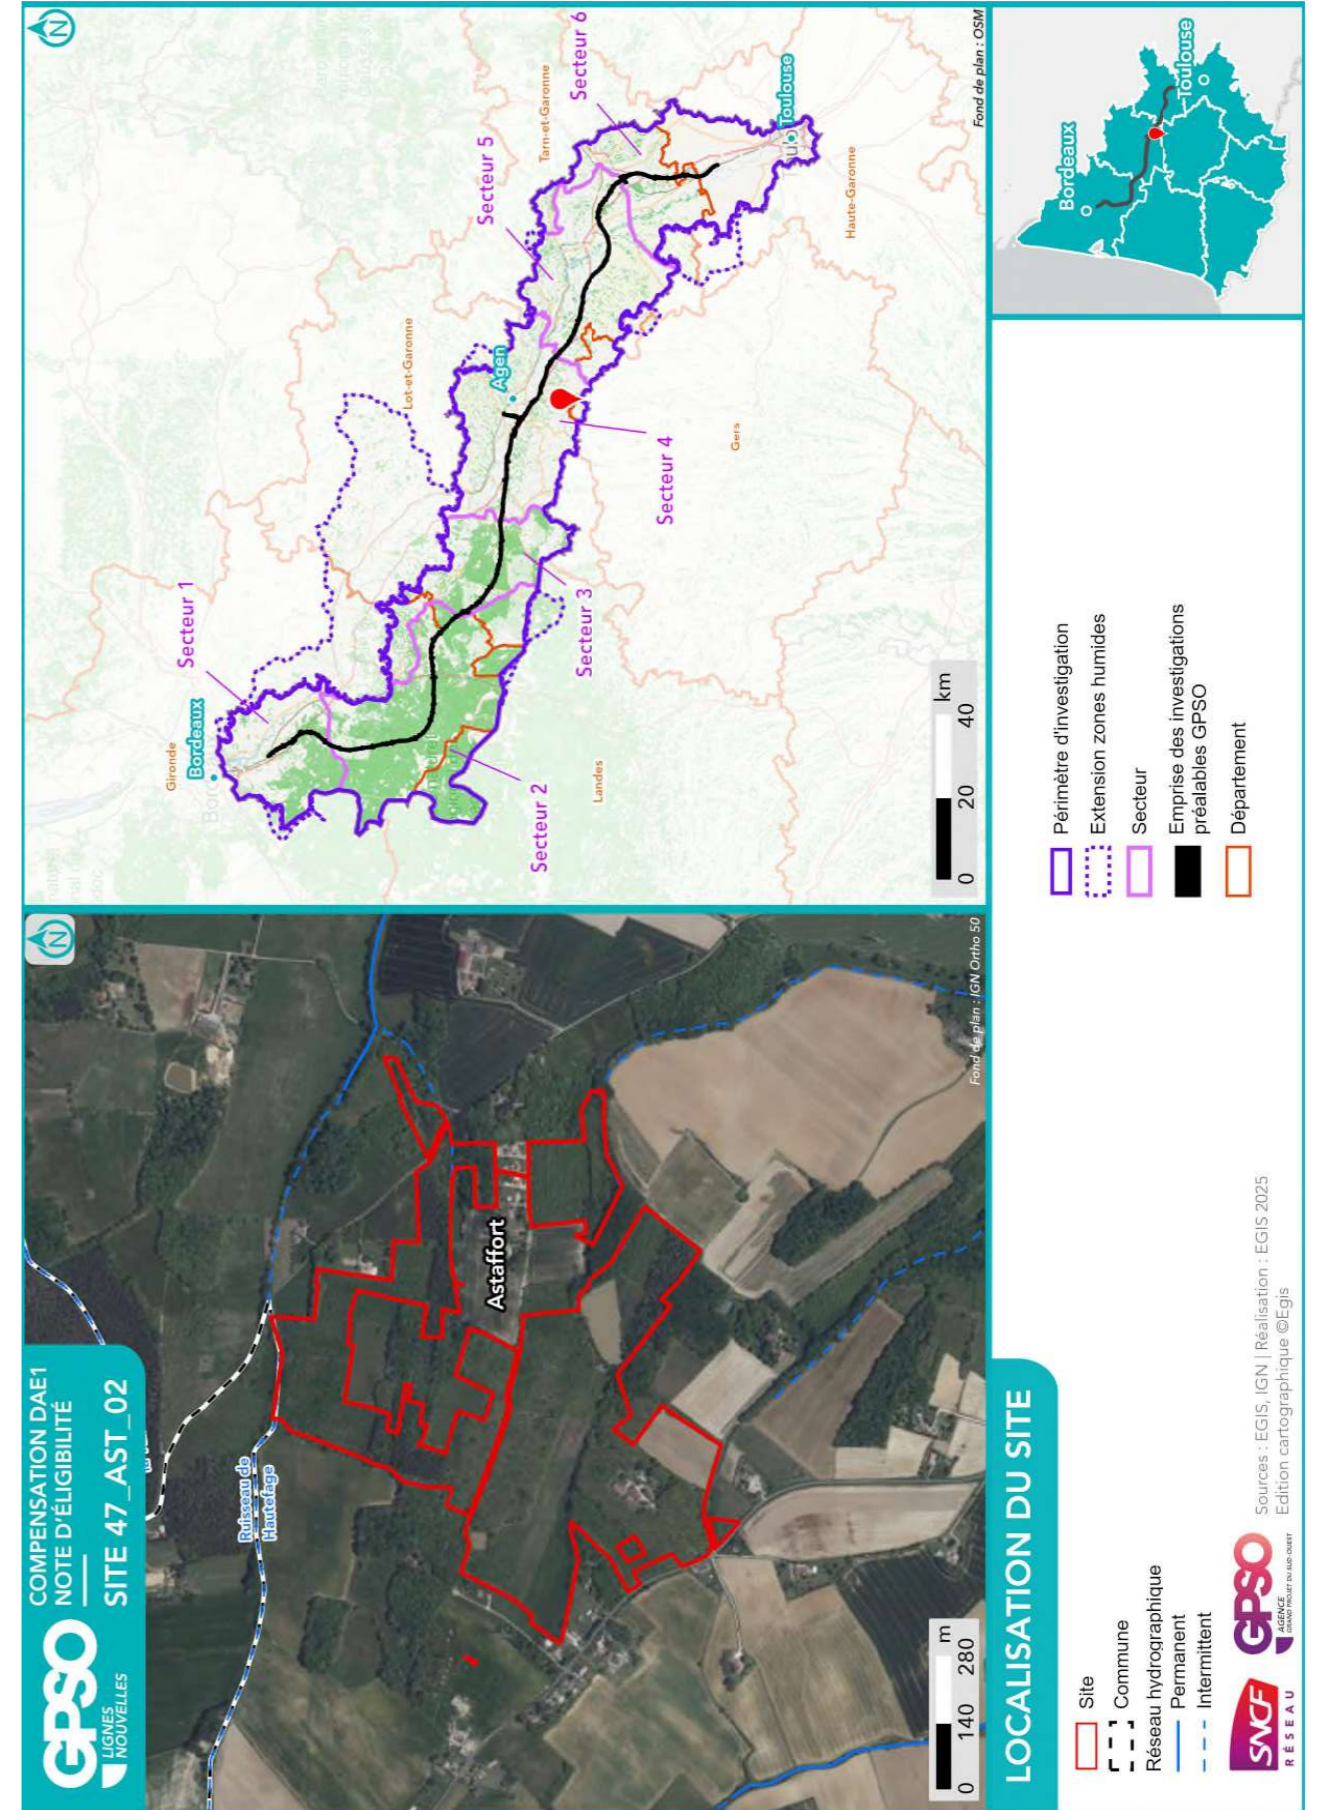 GPSO
LIGNES
NOUVELLES
COMPENSATION DAE1
NOTE D'ÉLIGIBILITÉ
SITE 47_AST_02
N
Ruisseau de
Hautefage
Astaffort
0 140 280 m
Fond de plan : IGN Ortho 50
N
Gironde
Bordeaux
Secteur 1
Secteur 2
Landes
Secteur 3
Lot-et-Garonne
Agen
Secteur 4
Gers
Secteur 5
Tarn-et-Garonne
Secteur 6
Toulouse
Haute-Garonne
0 20 40 km
Fond de plan : OSM
LOCALISATION DU SITE
Site
Commune
Réseau hydrographique
Permanent
Intermittent
Périmètre d'investigation
Extension zones humides
Secteur
Emprise des investigations
préalables GPSO
Département
Bordeaux
Toulouse
SNCF
RÉSEAU
GPSO
AGENCE
GRAND PROJET DU SUD-OUEST
Sources : EGIS, IGN | Réalisation : EGIS 2025
Edition cartographique ©Egis